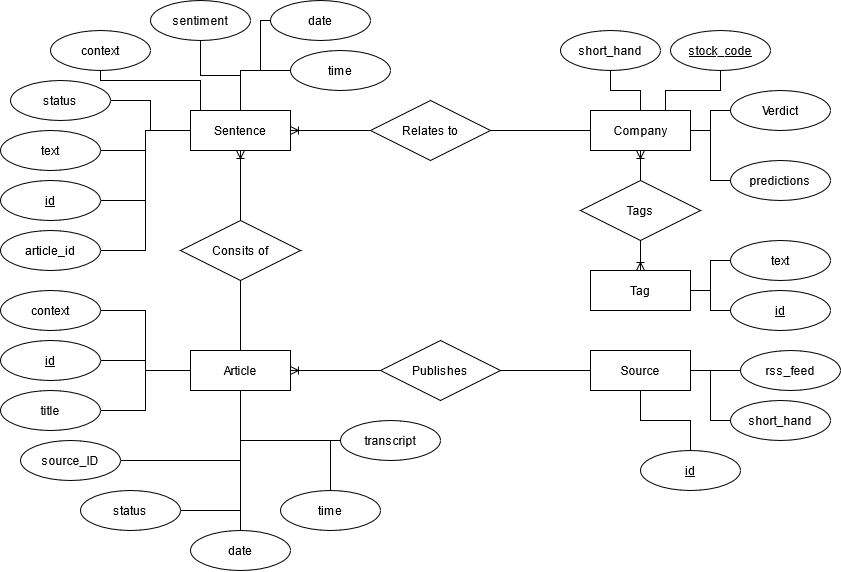 sentiment
date
context
short_hand
stock_code
time
status
Verdict
Sentence
Relates to
Company
text
predictions
id
Tags
article_id
Consits of
text
Tag
context
id
id
Article
Publishes
Source
rss_feed
title
short_hand
transcript
source_ID
id
status
time
date